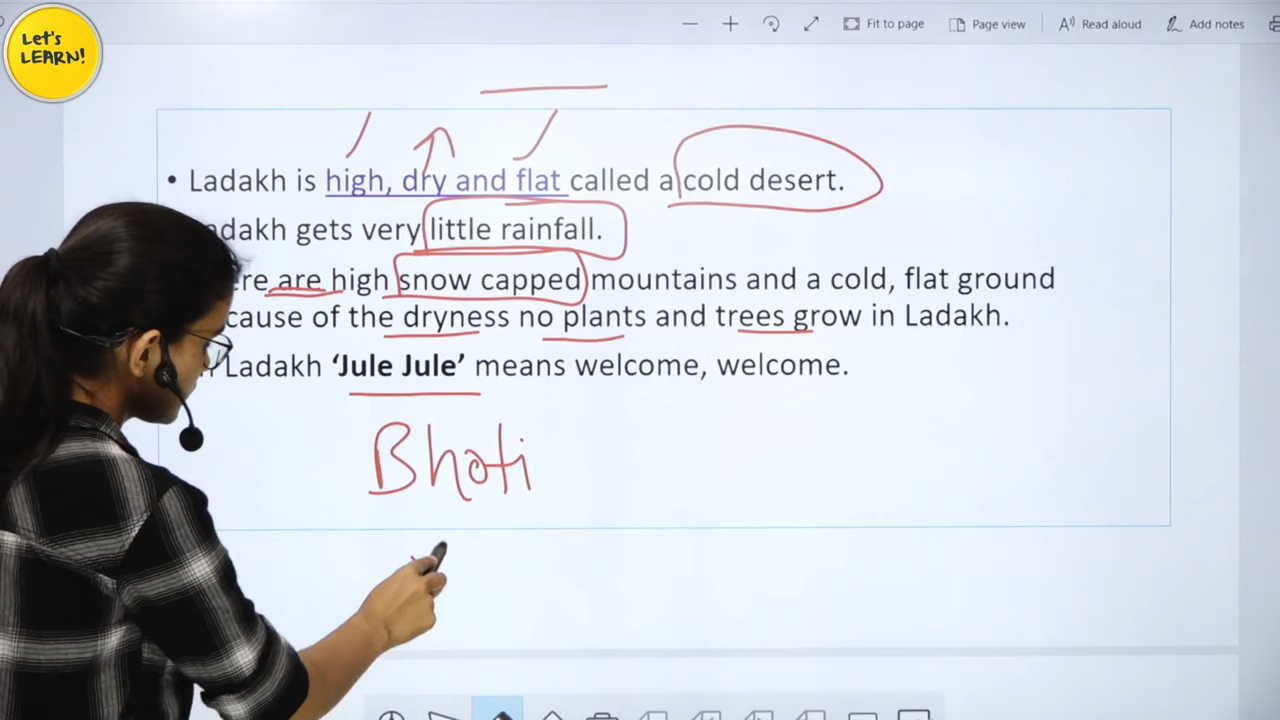 Let's
LEARN!
Fit to page
Page view
Read aloud
Add notes
• Ladakh is high, dry and flat called a cold desert.
adakh gets very little rainfall.
ere are high snow capped mountains and a cold, flat ground
cause of the dryness no plants and trees grow in Ladakh.
Ladakh ‘Jule Jule’ means welcome, welcome.
Bhoti